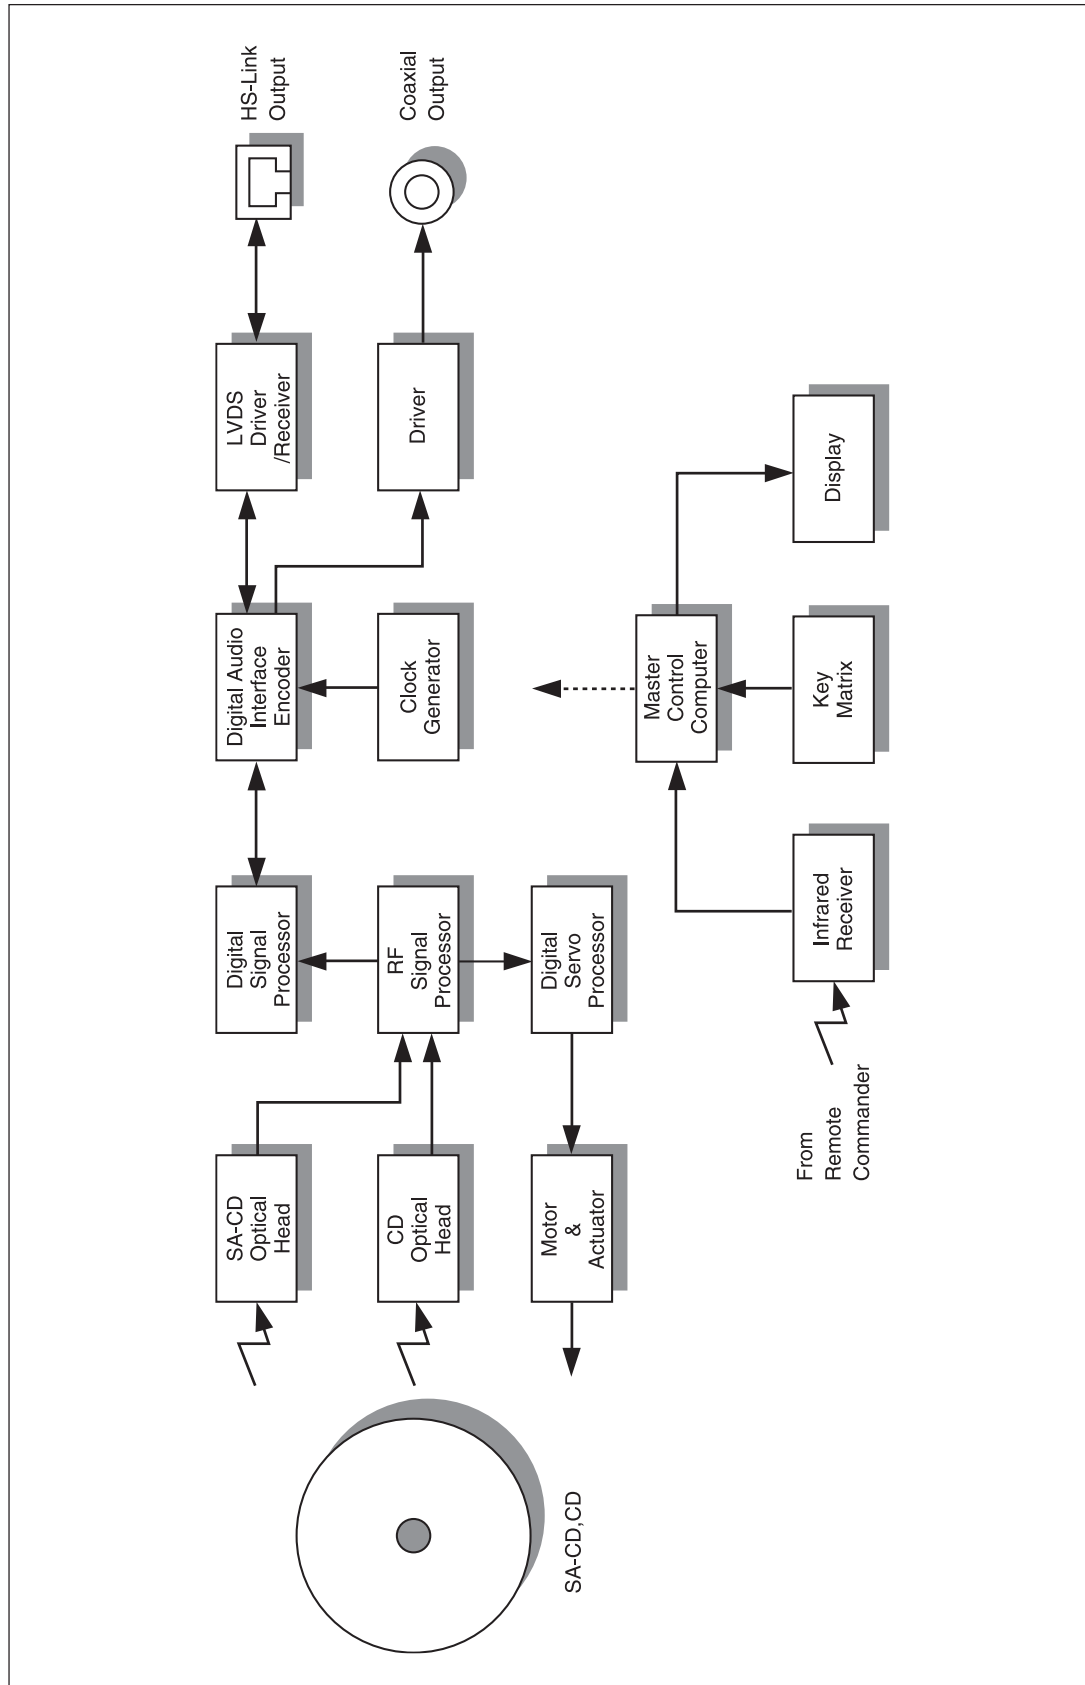 SA-CD
Optical
Head
Digital
Signal
Processor
Digital Audio
Interface
Encoder
LVDS
Driver
/Receiver
HS-Link
Output
CD
Optical
Head
RF
Signal
Processor
Clock
Generator
Driver
Coaxial
Output
Motor
&
Actuator
Digital
Servo
Processor
SA-CD,CD
Master
Control
Computer
From
Remote
Commander
Infrared
Receiver
Key
Matrix
Display